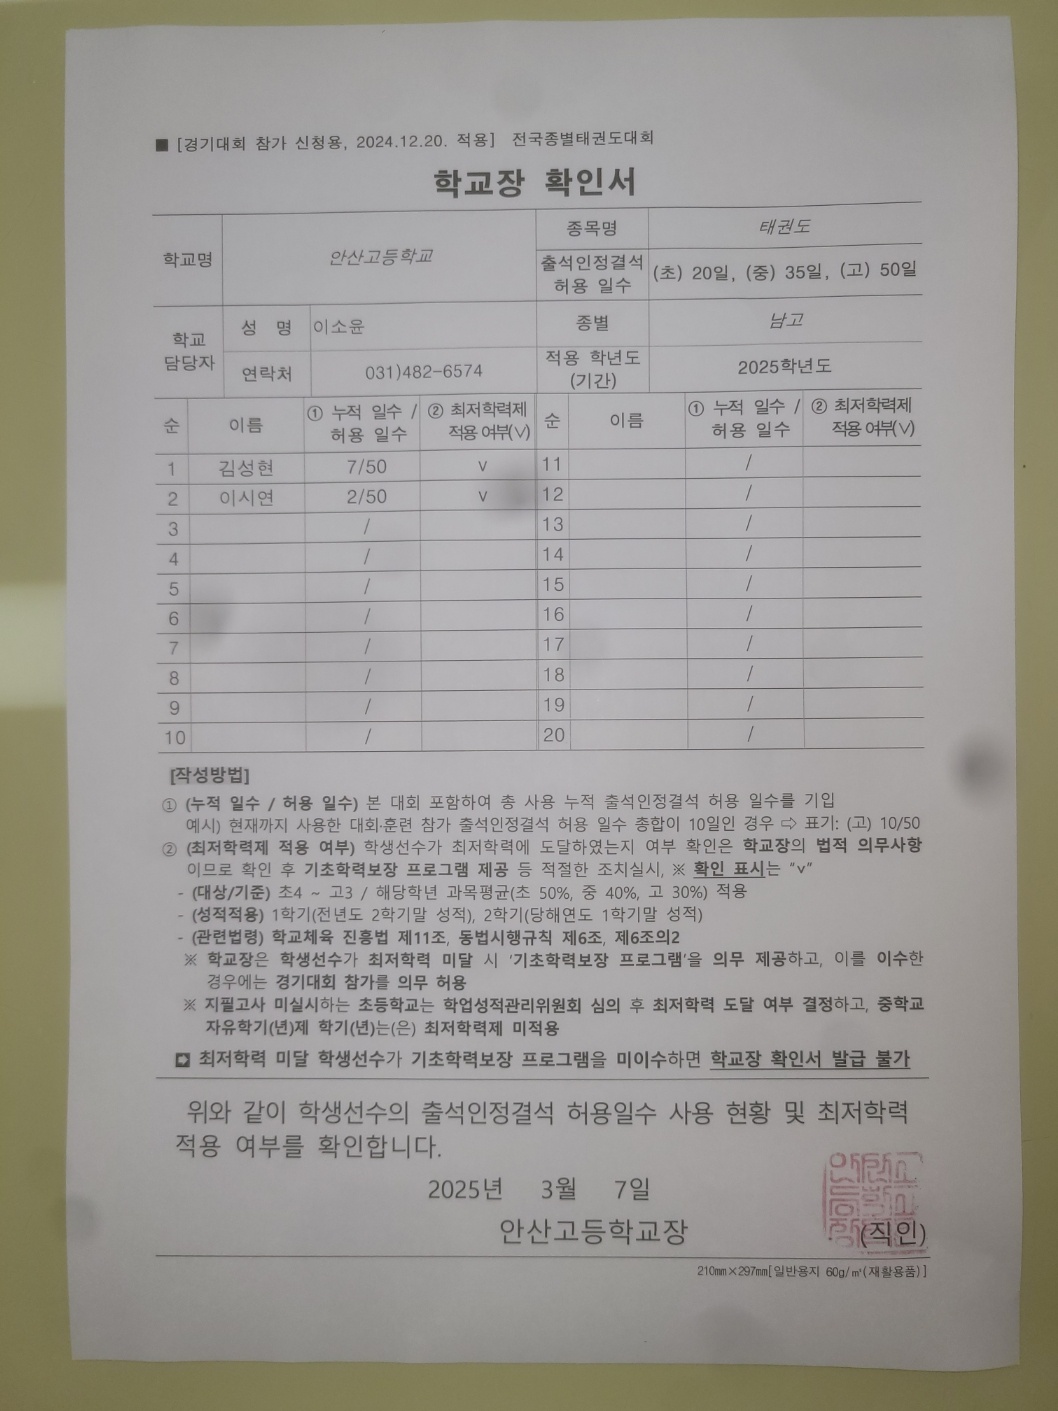 ■ [경기대회 참가 신청용, 2024.12.20. 적용] 전국종별태권도대회
학교장 확인서
학교명 안산고등학교 종목명 태권도
출석인정결석 허용 일수 (초) 20일, (중) 35일, (고) 50일
학교 담당자 성 명 이소윤 종별 남고
연락처 031)482-6574 적용 학년도 (기간) 2025학년도
순 이름 ① 누적 일수 / 허용 일수 ② 최저학력제 적용 여부(∨) 순 이름 ① 누적 일수 / 허용 일수 ② 최저학력제 적용 여부(∨)
1 김성현 7/50 v 11 /
2 이시연 2/50 v 12 /
3 / 13 /
4 / 14 /
5 / 15 /
6 / 16 /
7 / 17 /
8 / 18 /
9 / 19 /
10 / 20 /
[작성방법]
① (누적 일수 / 허용 일수) 본 대회 포함하여 총 사용 누적 출석인정결석 허용 일수를 기입
예시) 현재까지 사용한 대회·훈련 참가 출석인정결석 허용 일수 총합이 10일인 경우 ⇨ 표기: (고) 10/50
② (최저학력제 적용 여부) 학생선수가 최저학력에 도달하였는지 여부 확인은 학교장의 법적 의무사항
이므로 확인 후 기초학력보장 프로그램 제공 등 적절한 조치실시, ※ 확인 표시는 “v”
- (대상/기준) 초4 ~ 고3 / 해당학년 과목평균(초 50%, 중 40%, 고 30%) 적용
- (성적적용) 1학기(전년도 2학기말 성적), 2학기(당해연도 1학기말 성적)
- (관련법령) 학교체육 진흥법 제11조, 동법시행규칙 제6조, 제6조의2
※ 학교장은 학생선수가 최저학력 미달 시 ‘기초학력보장 프로그램’을 의무 제공하고, 이를 이수한
경우에는 경기대회 참가를 의무 허용
※ 지필고사 미실시하는 초등학교는 학업성적관리위원회 심의 후 최저학력 도달 여부 결정하고, 중학교
자유학기(년)제 학기(년)는(은) 최저학력제 미적용
최저학력 미달 학생선수가 기초학력보장 프로그램을 미이수하면 학교장 확인서 발급 불가
위와 같이 학생선수의 출석인정결석 허용일수 사용 현황 및 최저학력
적용 여부를 확인합니다.
2025년 3월 7일
안산고등학교장 (직인)
210㎜×297㎜[일반용지 60g/㎡(재활용품)]